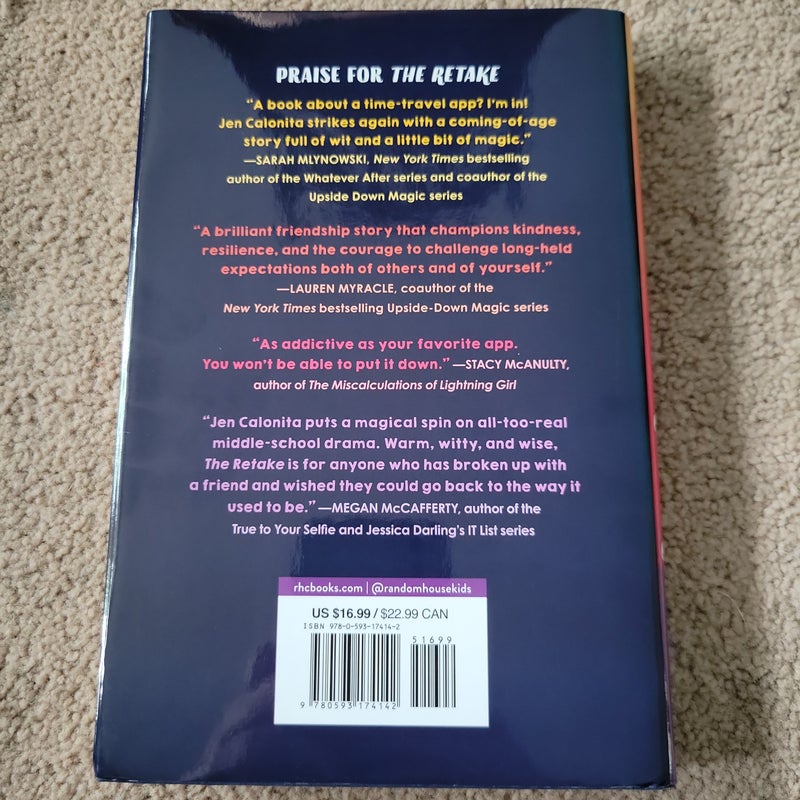 PRAISE FOR THE RETAKE
“A book about a time-travel app? I'm in!
Jen Calonita strikes again with a coming-of-age
story full of wit and a little bit of magic.”
—SARAH MLYNOWSKI, New York Times bestselling
author of the Whatever After series and coauthor of the
Upside Down Magic series
“A brilliant friendship story that champions kindness,
resilience, and the courage to challenge long-held
expectations both of others and of yourself.”
—LAUREN MYRACLE, coauthor of the
New York Times bestselling Upside-Down Magic series
“As addictive as your favorite app.
You won't be able to put it down.” —STACY McANULTY,
author of The Miscalculations of Lightning Girl
“Jen Calonita puts a magical spin on all-too-real
middle-school drama. Warm, witty, and wise,
The Retake is for anyone who has broken up with
a friend and wished they could go back to the way it
used to be.” —MEGAN McCAFFERTY, author of the
True to Your Selfie and Jessica Darling's IT List series
rhcbooks.com | @randomhousekids
US $16.99 / $22.99 CAN
ISBN 978-0-593-17414-2
51699
9 780593 174142